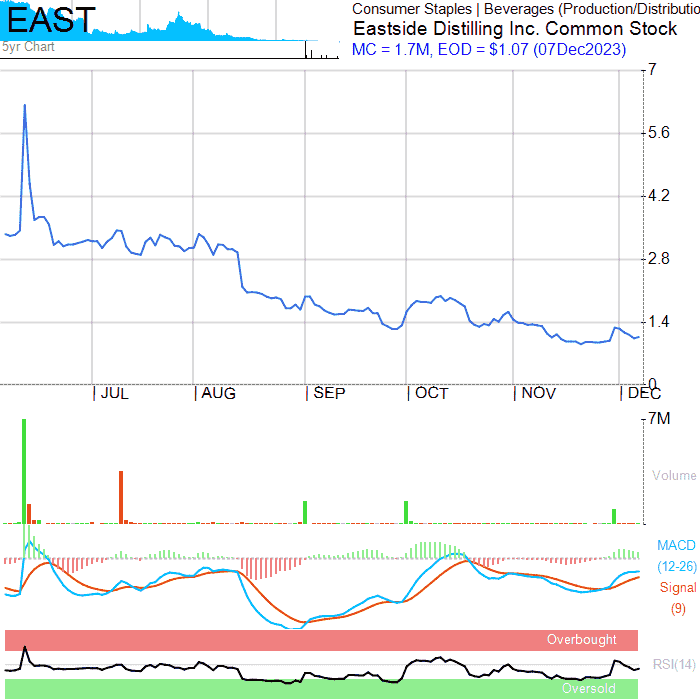 EAST
5yr Chart
Consumer Staples | Beverages (Production/Distributio
Eastside Distilling Inc. Common Stock
MC = 1.7M, EOD = $1.07 (07Dec2023)
7
5.6
4.2
2.8
1.4
0
JUL AUG SEP OCT NOV DEC
7M
Volume
MACD
(12-26)
Signal
(9)
Overbought
RSI(14)
Oversold